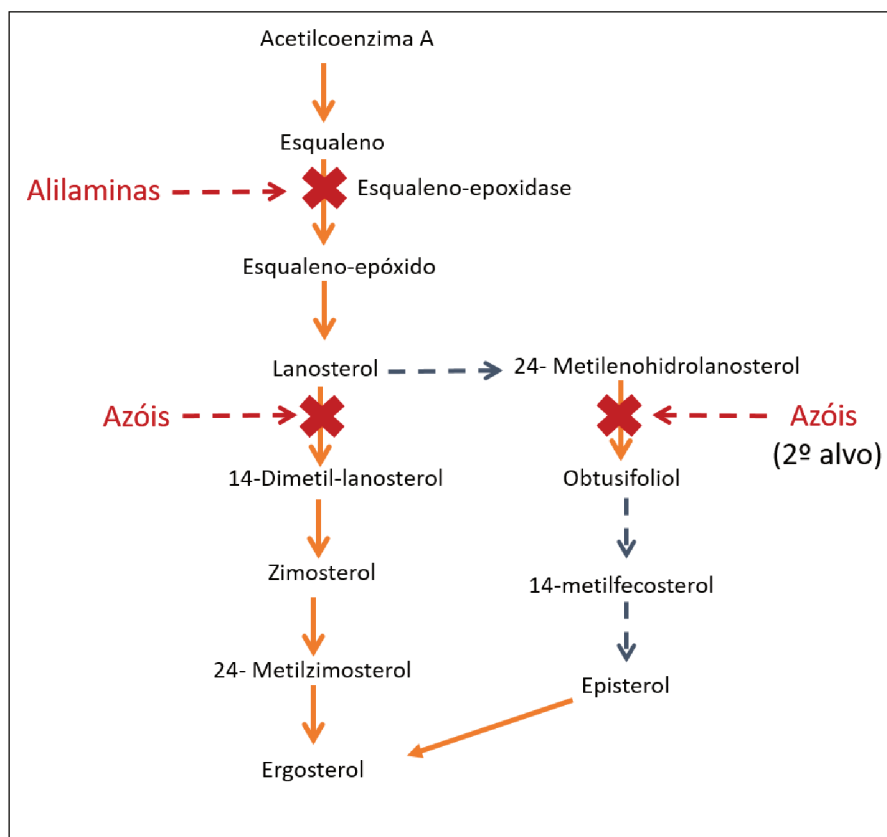 Acetilcoenzima A
Esqualeno
Alilaminas
Esqualeno-epoxidase
Esqualeno-epóxido
Lanosterol
24- Metilenohidrolanosterol
Azóis
Azóis
(2º alvo)
14-Dimetil-lanosterol
Obtusifoliol
Zimosterol
14-metilfecosterol
24- Metilzimosterol
Episterol
Ergosterol